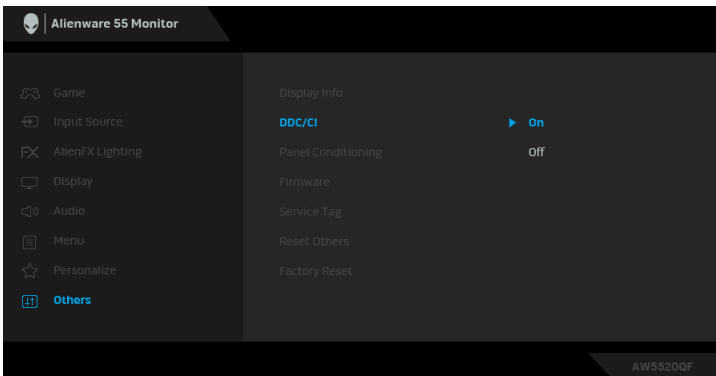 Alienware 55 Monitor
Game
Input Source
FX AlienFX Lighting
Display
Audio
Menu
Personalize
Others
Display Info
DDC/CI On
Panel Conditioning Off
Firmware
Service Tag
Reset Others
Factory Reset
AW5520QF